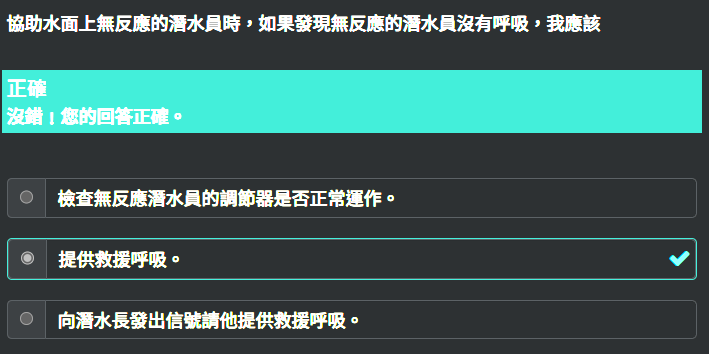 協助水面上無反應的潛水員時，如果發現無反應的潛水員沒有呼吸，我應該
正確
沒錯！您的回答正確。
檢查無反應潛水員的調節器是否正常運作。
提供救援呼吸。
向潛水長發出信號請他提供救援呼吸。